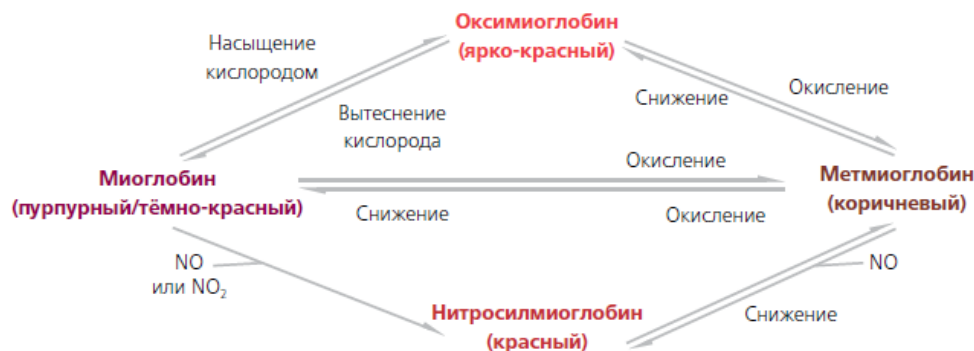 Оксимиоглобин
(ярко-красный)
Насыщение
кислородом
Окисление
Снижение
Вытеснение
кислорода
Окисление
Миоглобин
(пурпурный/тёмно-красный)
Метмиоглобин
(коричневый)
Снижение
Окисление
NO
или NO₂
NO
Нитросилмиоглобин
(красный)
Снижение